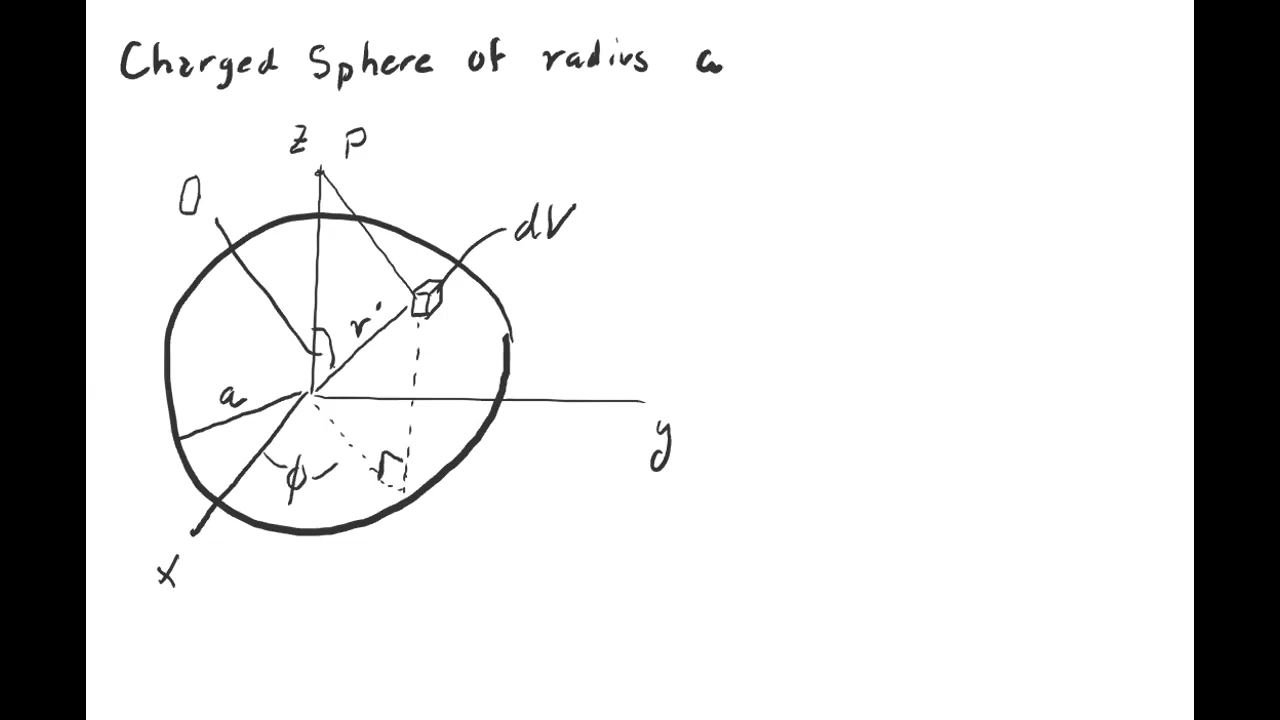 Charged Sphere of radius a
z P
θ
dV
r'
a
y
ϕ
x